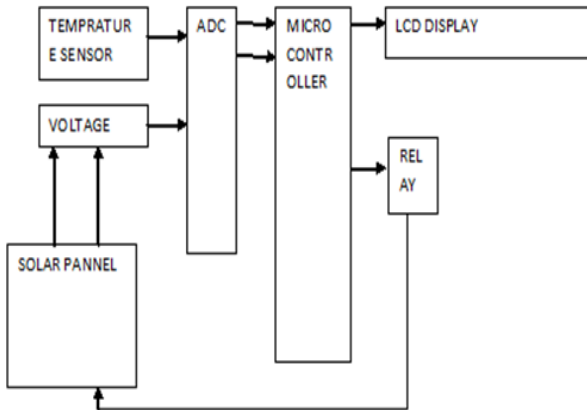 TEMPRATUR
E SENSOR
ADC
MICRO
CONTR
OLLER
LCD DISPLAY
VOLTAGE
REL
AY
SOLAR PANNEL